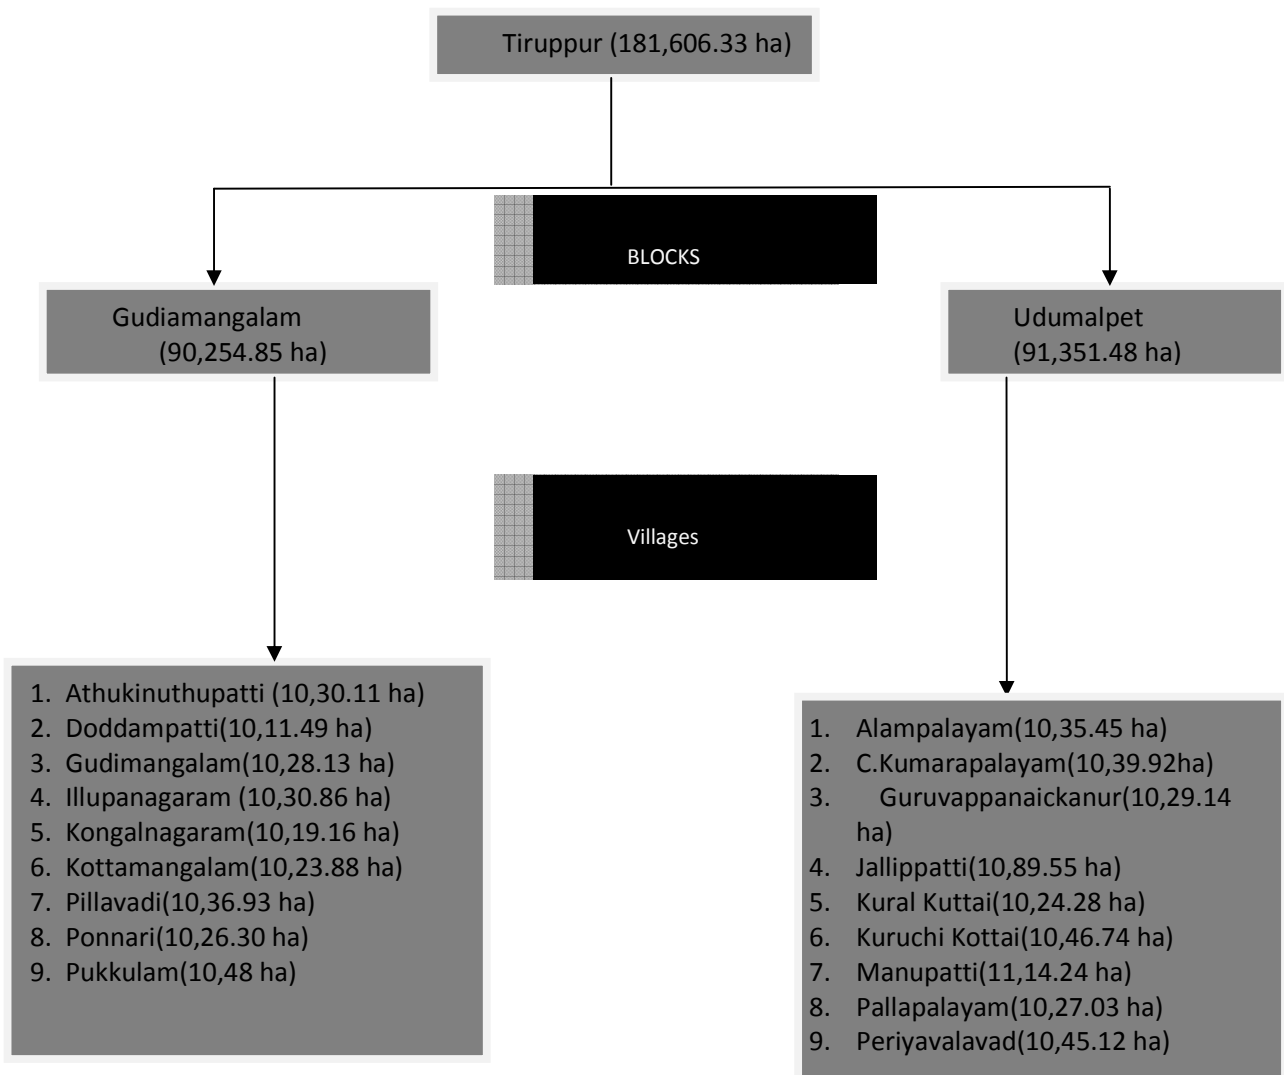 Tiruppur (181,606.33 ha)
BLOCKS
Gudiamangalam
(90,254.85 ha)
Udumalpet
(91,351.48 ha)
Villages
1. Athukinuthupatti (10,30.11 ha)
2. Doddampatti(10,11.49 ha)
3. Gudimangalam(10,28.13 ha)
4. Illupanagaram (10,30.86 ha)
5. Kongalnagaram(10,19.16 ha)
6. Kottamangalam(10,23.88 ha)
7. Pillavadi(10,36.93 ha)
8. Ponnari(10,26.30 ha)
9. Pukkulam(10,48 ha)
1. Alampalayam(10,35.45 ha)
2. C.Kumarapalayam(10,39.92ha)
3. Guruvappanaickanur(10,29.14
ha)
4. Jallippatti(10,89.55 ha)
5. Kural Kuttai(10,24.28 ha)
6. Kuruchi Kottai(10,46.74 ha)
7. Manupatti(11,14.24 ha)
8. Pallapalayam(10,27.03 ha)
9. Periyavalavad(10,45.12 ha)